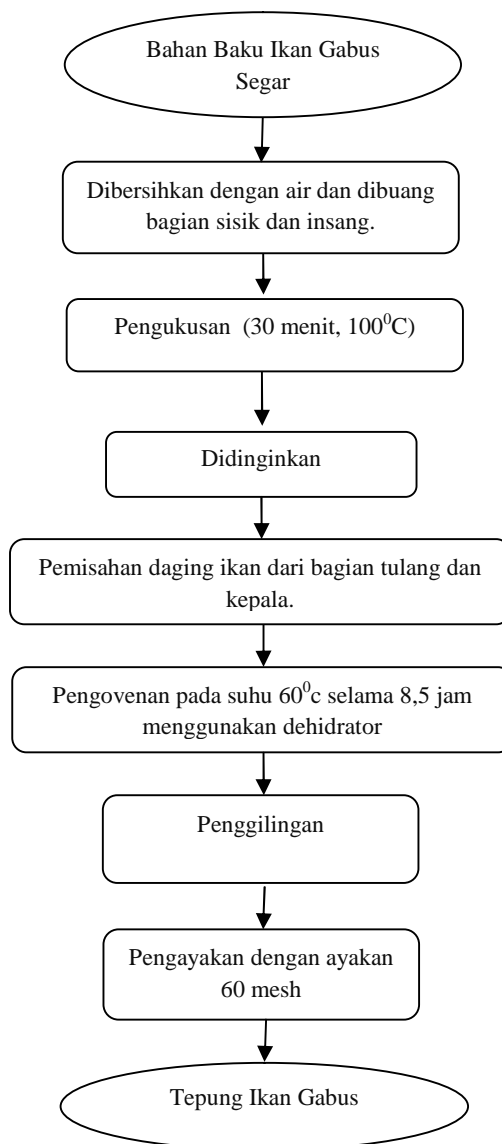 Bahan Baku Ikan Gabus
Segar
Dibersihkan dengan air dan dibuang
bagian sisik dan insang.
Pengukusan (30 menit, 100⁰C)
Didinginkan
Pemisahan daging ikan dari bagian tulang dan
kepala.
Pengovenan pada suhu 60⁰c selama 8,5 jam
menggunakan dehidrator
Penggilingan
Pengayakan dengan ayakan
60 mesh
Tepung Ikan Gabus